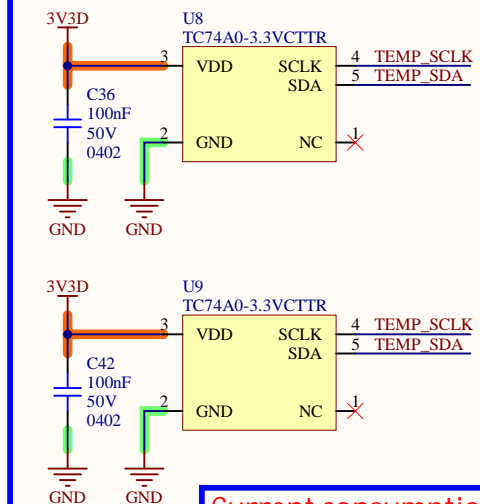 3V3D
U8
TC74A0-3.3VCTTR
3 VDD SCLK 4 TEMP_SCLK
SDA 5 TEMP_SDA
C36
100nF
50V
0402
2 GND NC 1
GND GND
3V3D
U9
TC74A0-3.3VCTTR
3 VDD SCLK 4 TEMP_SCLK
SDA 5 TEMP_SDA
C42
100nF
50V
0402
2 GND NC 1
GND GND
Current